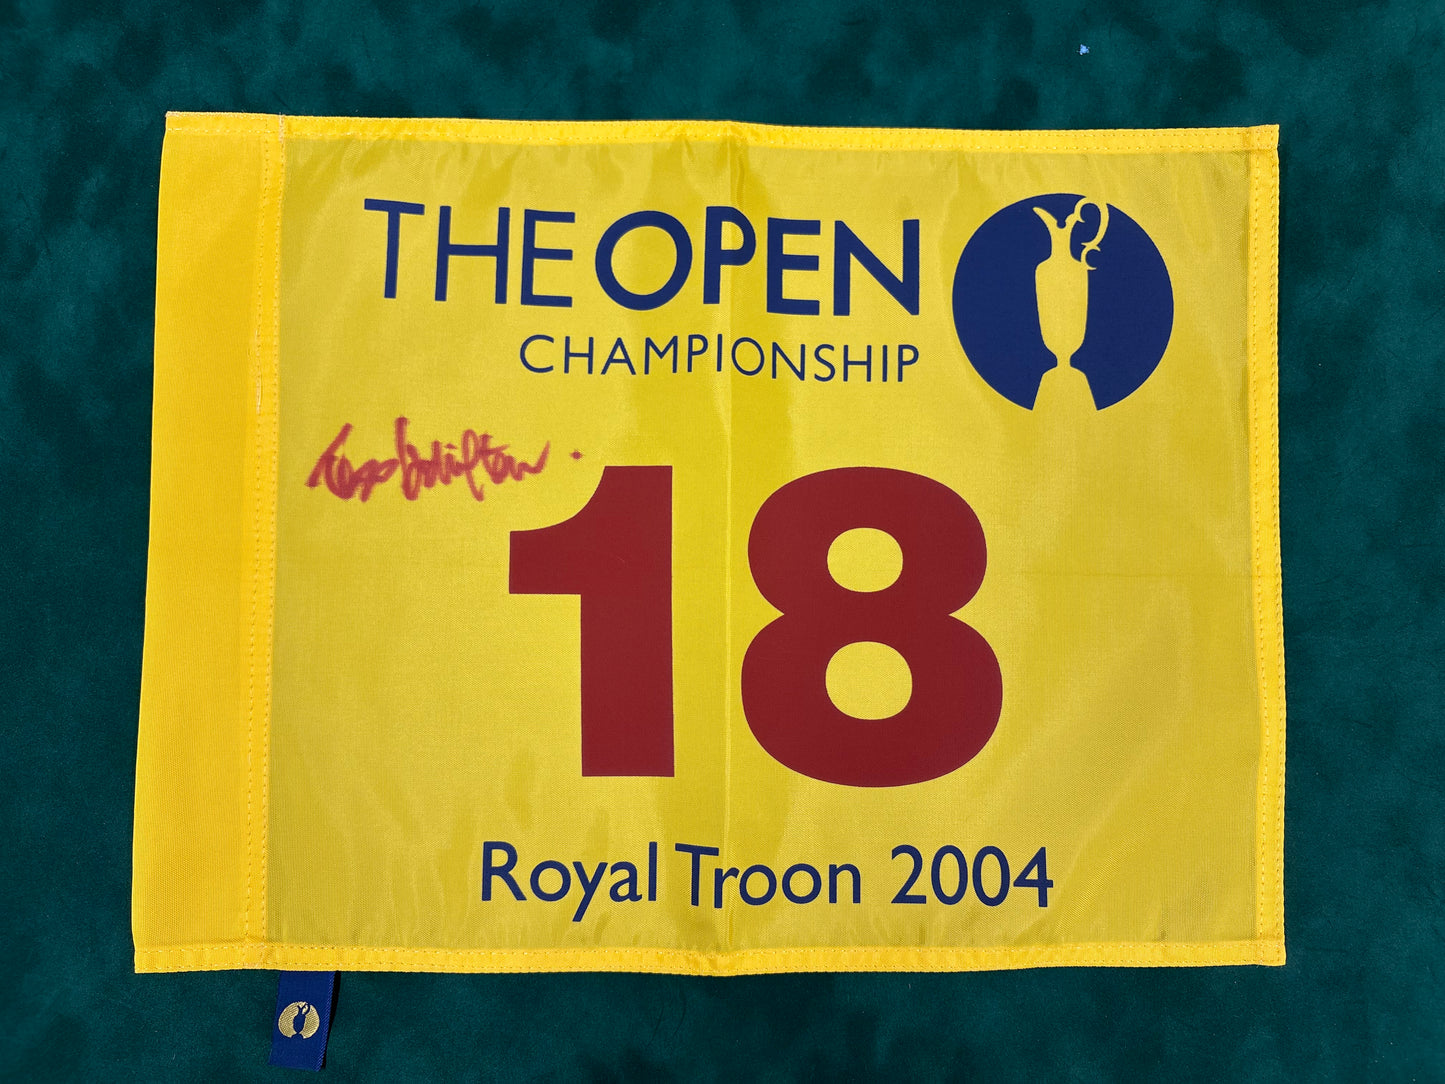 THE OPEN
CHAMPIONSHIP
18
Royal Troon 2004